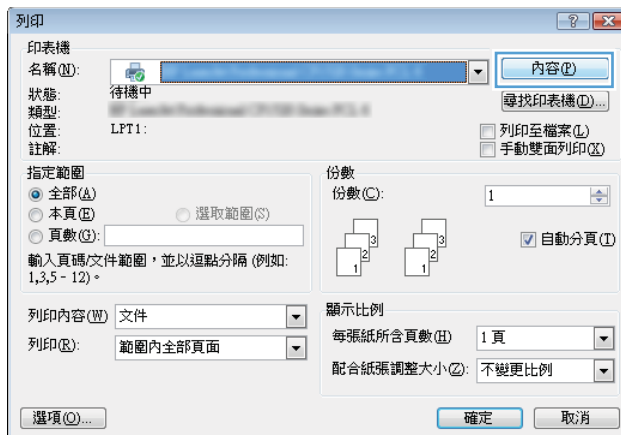 列印
印表機
名稱(N):
內容(P)
狀態: 待機中
尋找印表機(D)...
類型:
位置: LPT1:
列印至檔案(L)
註解:
手動雙面列印(X)
指定範圍
全部(A)
本頁(E) 選取範圍(S)
頁數(G):
輸入頁碼/文件範圍，並以逗點分隔 (例如:
1,3,5 - 12)。
份數
份數(C): 1
3 3
2 2
1 1
自動分頁(T)
列印內容(W) 文件
列印(R): 範圍內全部頁面
顯示比例
每張紙所含頁數(H) 1 頁
配合紙張調整大小(Z): 不變更比例
選項(O)... 確定 取消